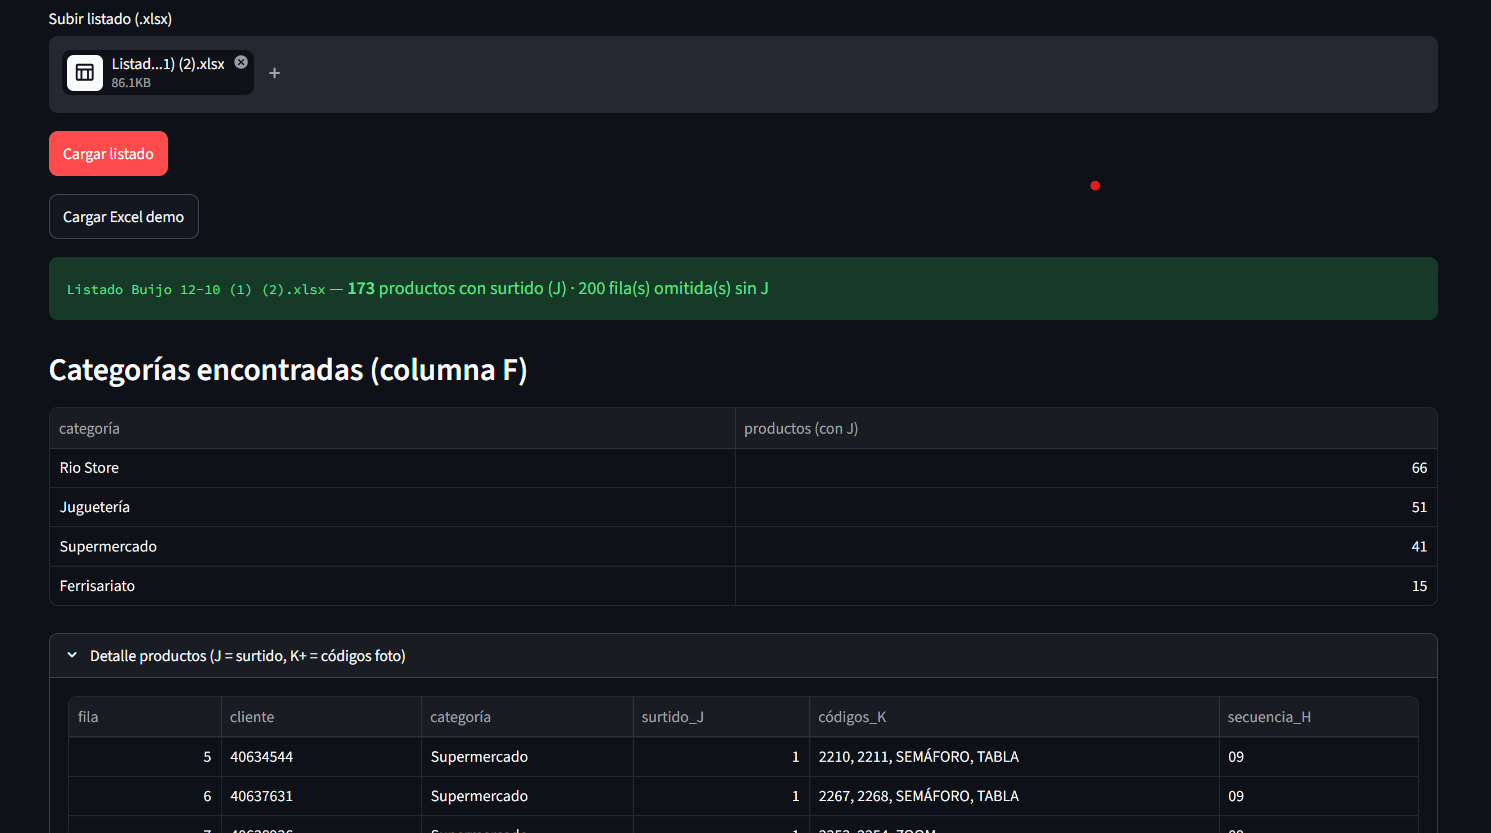 Subir listado (.xlsx)
Listad...1) (2).xlsx
86.1KB
Cargar listado
Cargar Excel demo
Listado Buijo 12-10 (1) (2).xlsx — 173 productos con surtido (J) · 200 fila(s) omitida(s) sin J
Categorías encontradas (columna F)
categoría productos (con J)
Rio Store 66
Juguetería 51
Supermercado 41
Ferrisariato 15
Detalle productos (J = surtido, K+ = códigos foto)
fila cliente categoría surtido_J códigos_K secuencia_H
5 40634544 Supermercado 1 2210, 2211, SEMÁFORO, TABLA 09
6 40637631 Supermercado 1 2267, 2268, SEMÁFORO, TABLA 09